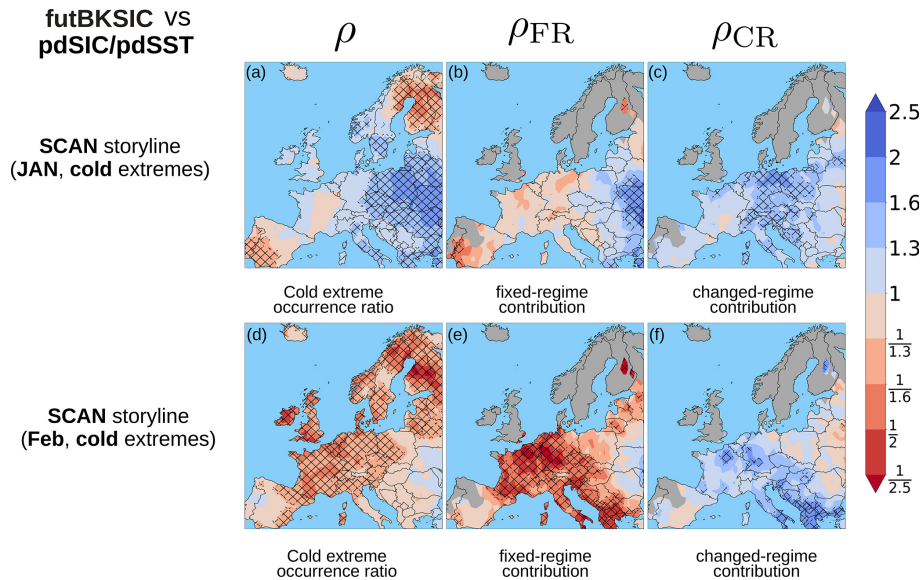 futBKSIC vs
pdSIC/pdSST
ρ
ρFR
ρCR
SCAN storyline
(JAN, cold extremes)
(a)
(b)
(c)
Cold extreme
occurrence ratio
fixed-regime
contribution
changed-regime
contribution
SCAN storyline
(Feb, cold extremes)
(d)
(e)
(f)
Cold extreme
occurrence ratio
fixed-regime
contribution
changed-regime
contribution
2.5
2
1.6
1.3
1
1/1.3
1/1.6
1/2
1/2.5